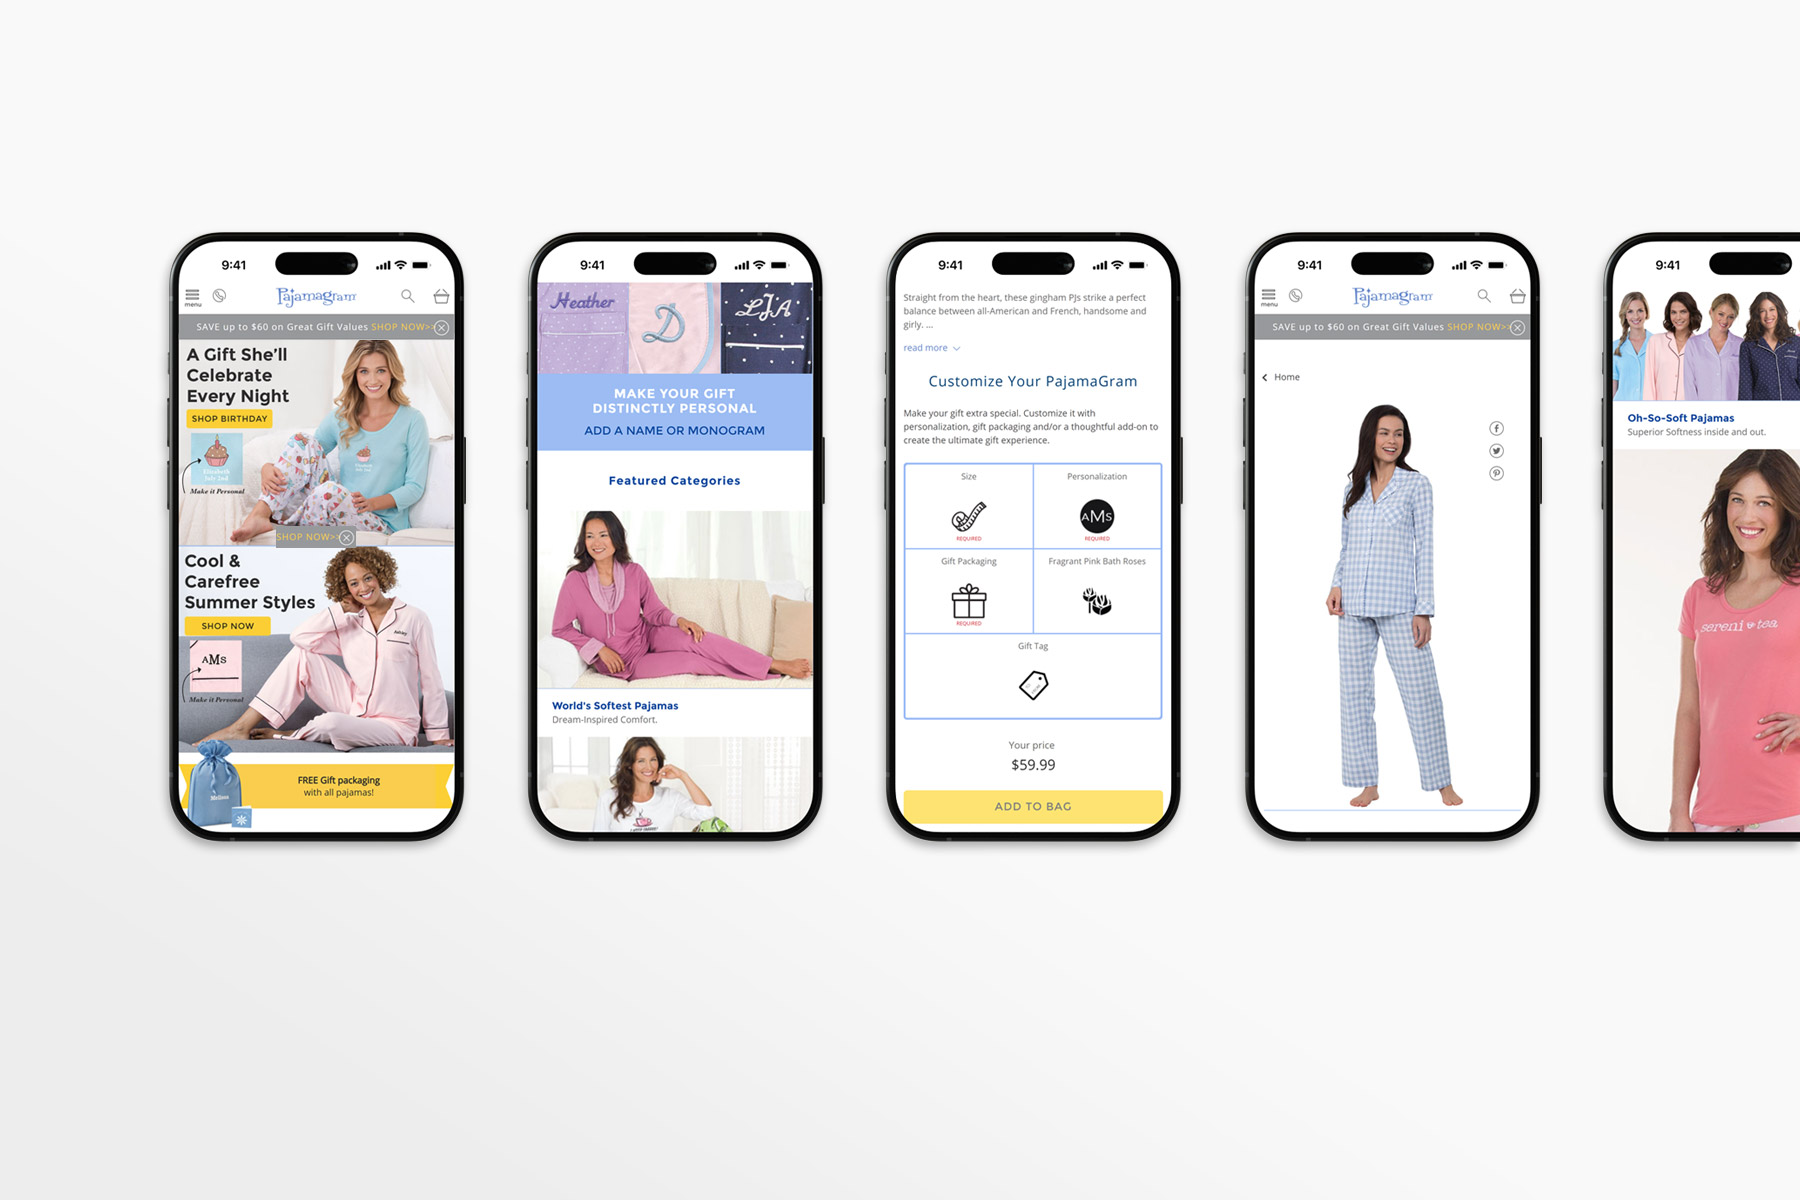 9:41
menu
Pajamagram
SAVE up to $60 on Great Gift Values SHOP NOW>>
A Gift She'll
Celebrate
Every Night
SHOP BIRTHDAY
Elizabeth
July 2nd
Make it Personal
SHOP NOW>>
Cool &
Carefree
Summer Styles
SHOP NOW
Ashley
AMS
Make it Personal
Melissa
FREE Gift packaging
with all pajamas!
9:41
Heather
D
LJA
MAKE YOUR GIFT
DISTINCTLY PERSONAL
ADD A NAME OR MONOGRAM
Featured Categories
World's Softest Pajamas
Dream-Inspired Comfort.
9:41
Straight from the heart, these gingham PJs strike a perfect
balance between all-American and French, handsome and
girly. ...
read more
Customize Your PajamaGram
Make your gift extra special. Customize it with
personalization, gift packaging and/or a thoughtful add-on to
create the ultimate gift experience.
Size
REQUIRED
Personalization
AMS
REQUIRED
Gift Packaging
REQUIRED
Fragrant Pink Bath Roses
Gift Tag
Your price
$59.99
ADD TO BAG
9:41
menu
Pajamagram
SAVE up to $60 on Great Gift Values SHOP NOW>>
Home
9:41
Oh-So-Soft Pajamas
Superior Softness inside and out.
sereni tea